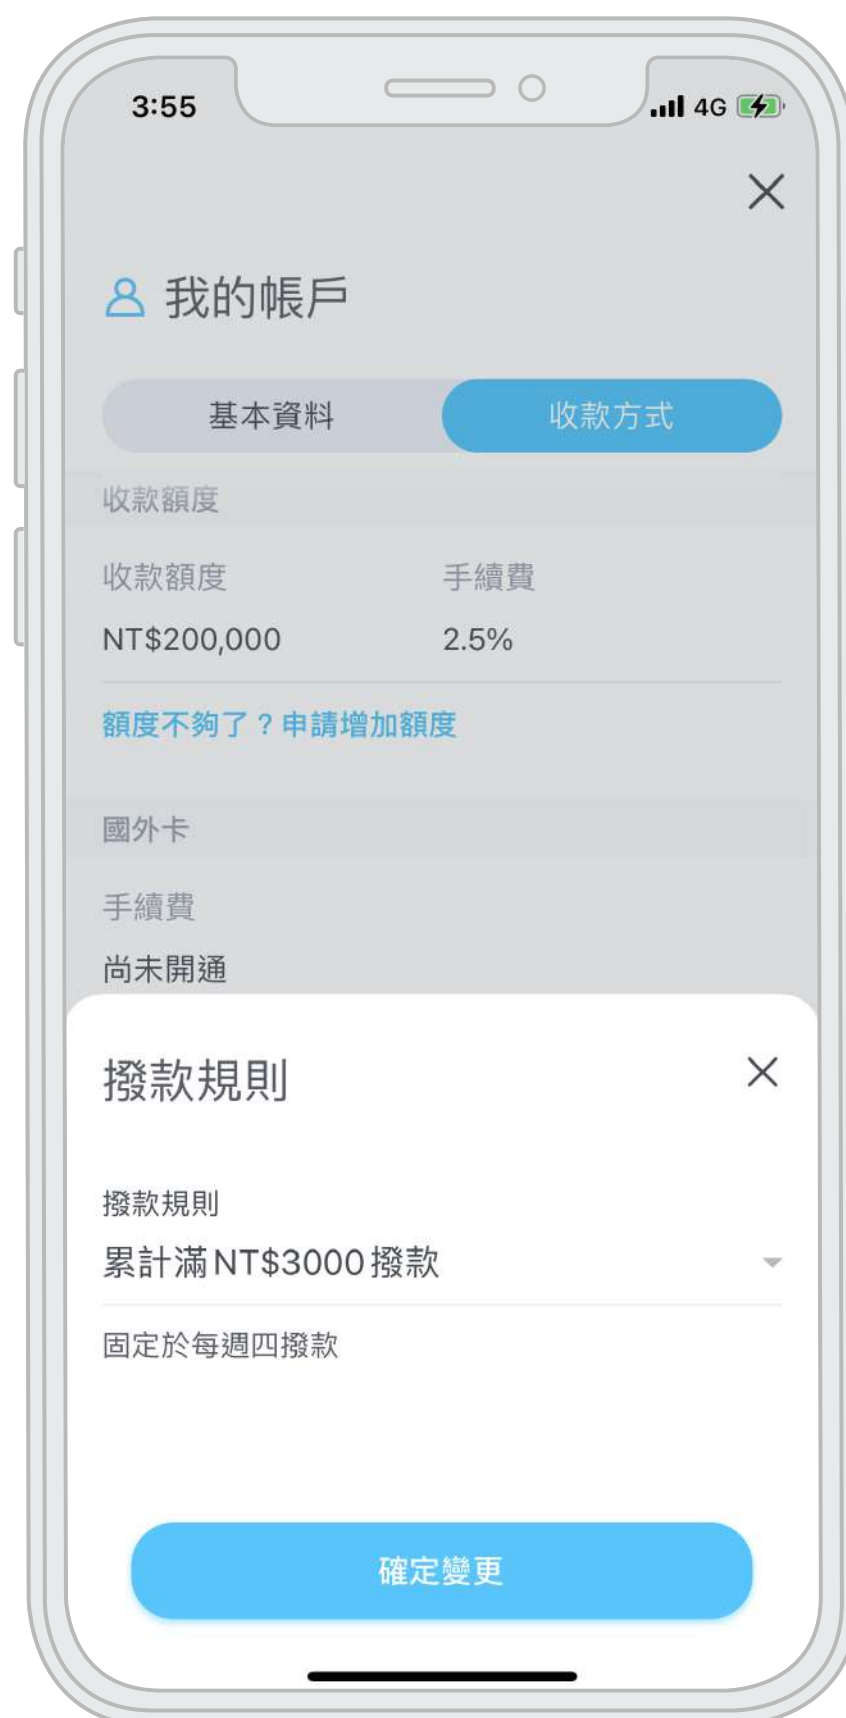 3:55
4G
我的帳戶
基本資料 收款方式
收款額度
收款額度 手續費
NT$200,000 2.5%
額度不夠了？申請增加額度
國外卡
手續費
尚未開通
撥款規則
撥款規則
累計滿NT$3000撥款
固定於每週四撥款
確定變更